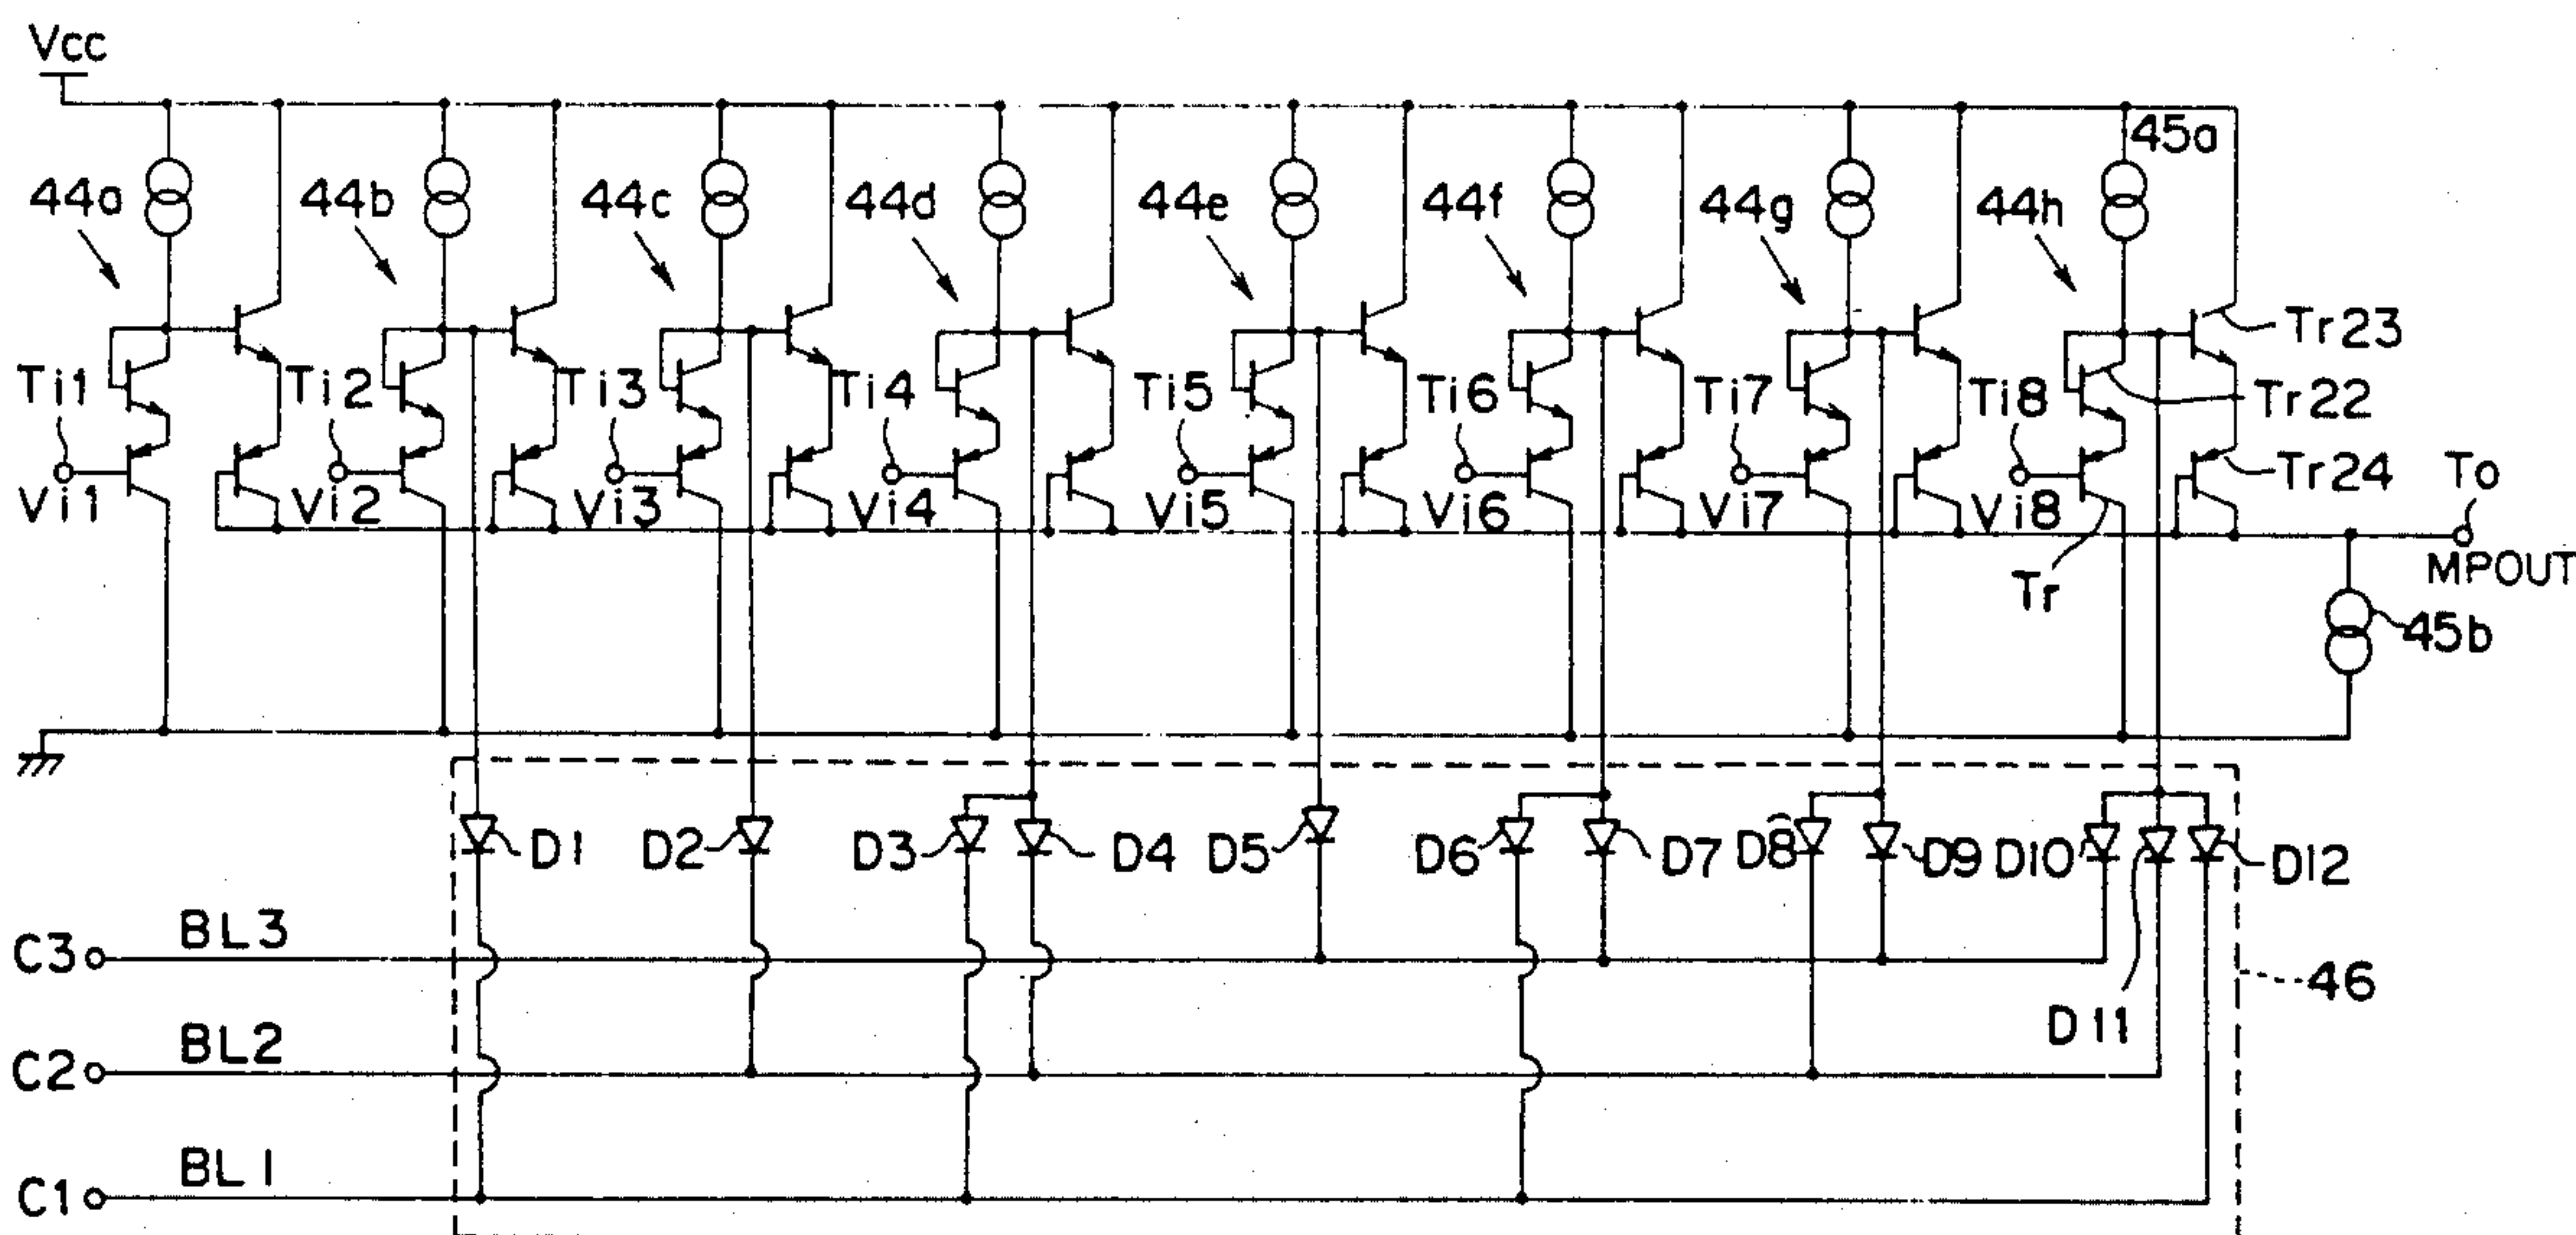 Vcc
45a
44a 44b 44c 44d 44e 44f 44g 44h
Tr23
Ti1 Ti2 Ti3 Ti4 Ti5 Ti6 Ti7 Ti8
Tr22
Tr24 To
Vi1 Vi2 Vi3 Vi4 Vi5 Vi6 Vi7 Vi8
MPOUT
Tr
45b
D1 D2 D3 D4 D5 D6 D7 D8 D9 D10 D12
BL3
C3
46
D11
BL2
C2
BL1
C1